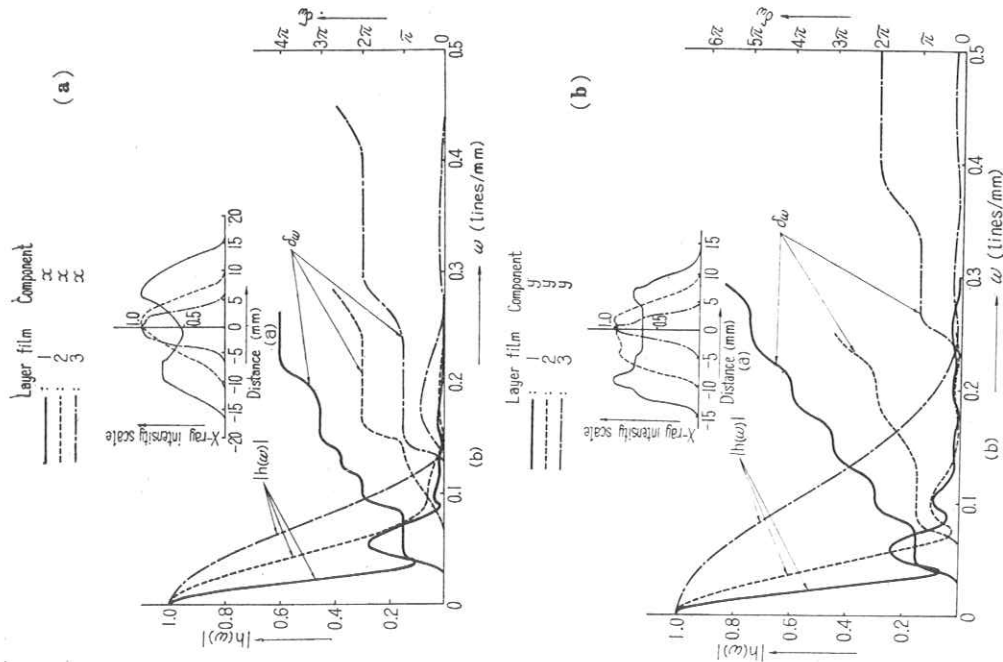 (a)
Layer film Component
: 1 x
: 2 x
: 3 x
X-ray intensity scale
1.0
0.5
-20 -15 -10 -5 0 5 10 15 20
Distance (mm)
(a)
|h(ω)|
1.0
0.8
0.6
0.4
0.2
|h(ω)|
δω
δω
4π
3π
2π
π
0
0 0.1 0.2 0.3 0.4 0.5
ω (lines/mm)
(b)
(b)
Layer film Component
: 1 y
: 2 y
: 3 y
X-ray intensity scale
1.0
0.5
-15 -10 -5 0 5 10 15
Distance (mm)
(a)
|h(ω)|
1.0
0.8
0.6
0.4
0.2
|h(ω)|
δω
δω
6π
5π
4π
3π
2π
π
0
0 0.1 0.2 0.3 0.4 0.5
ω (lines/mm)
(b)